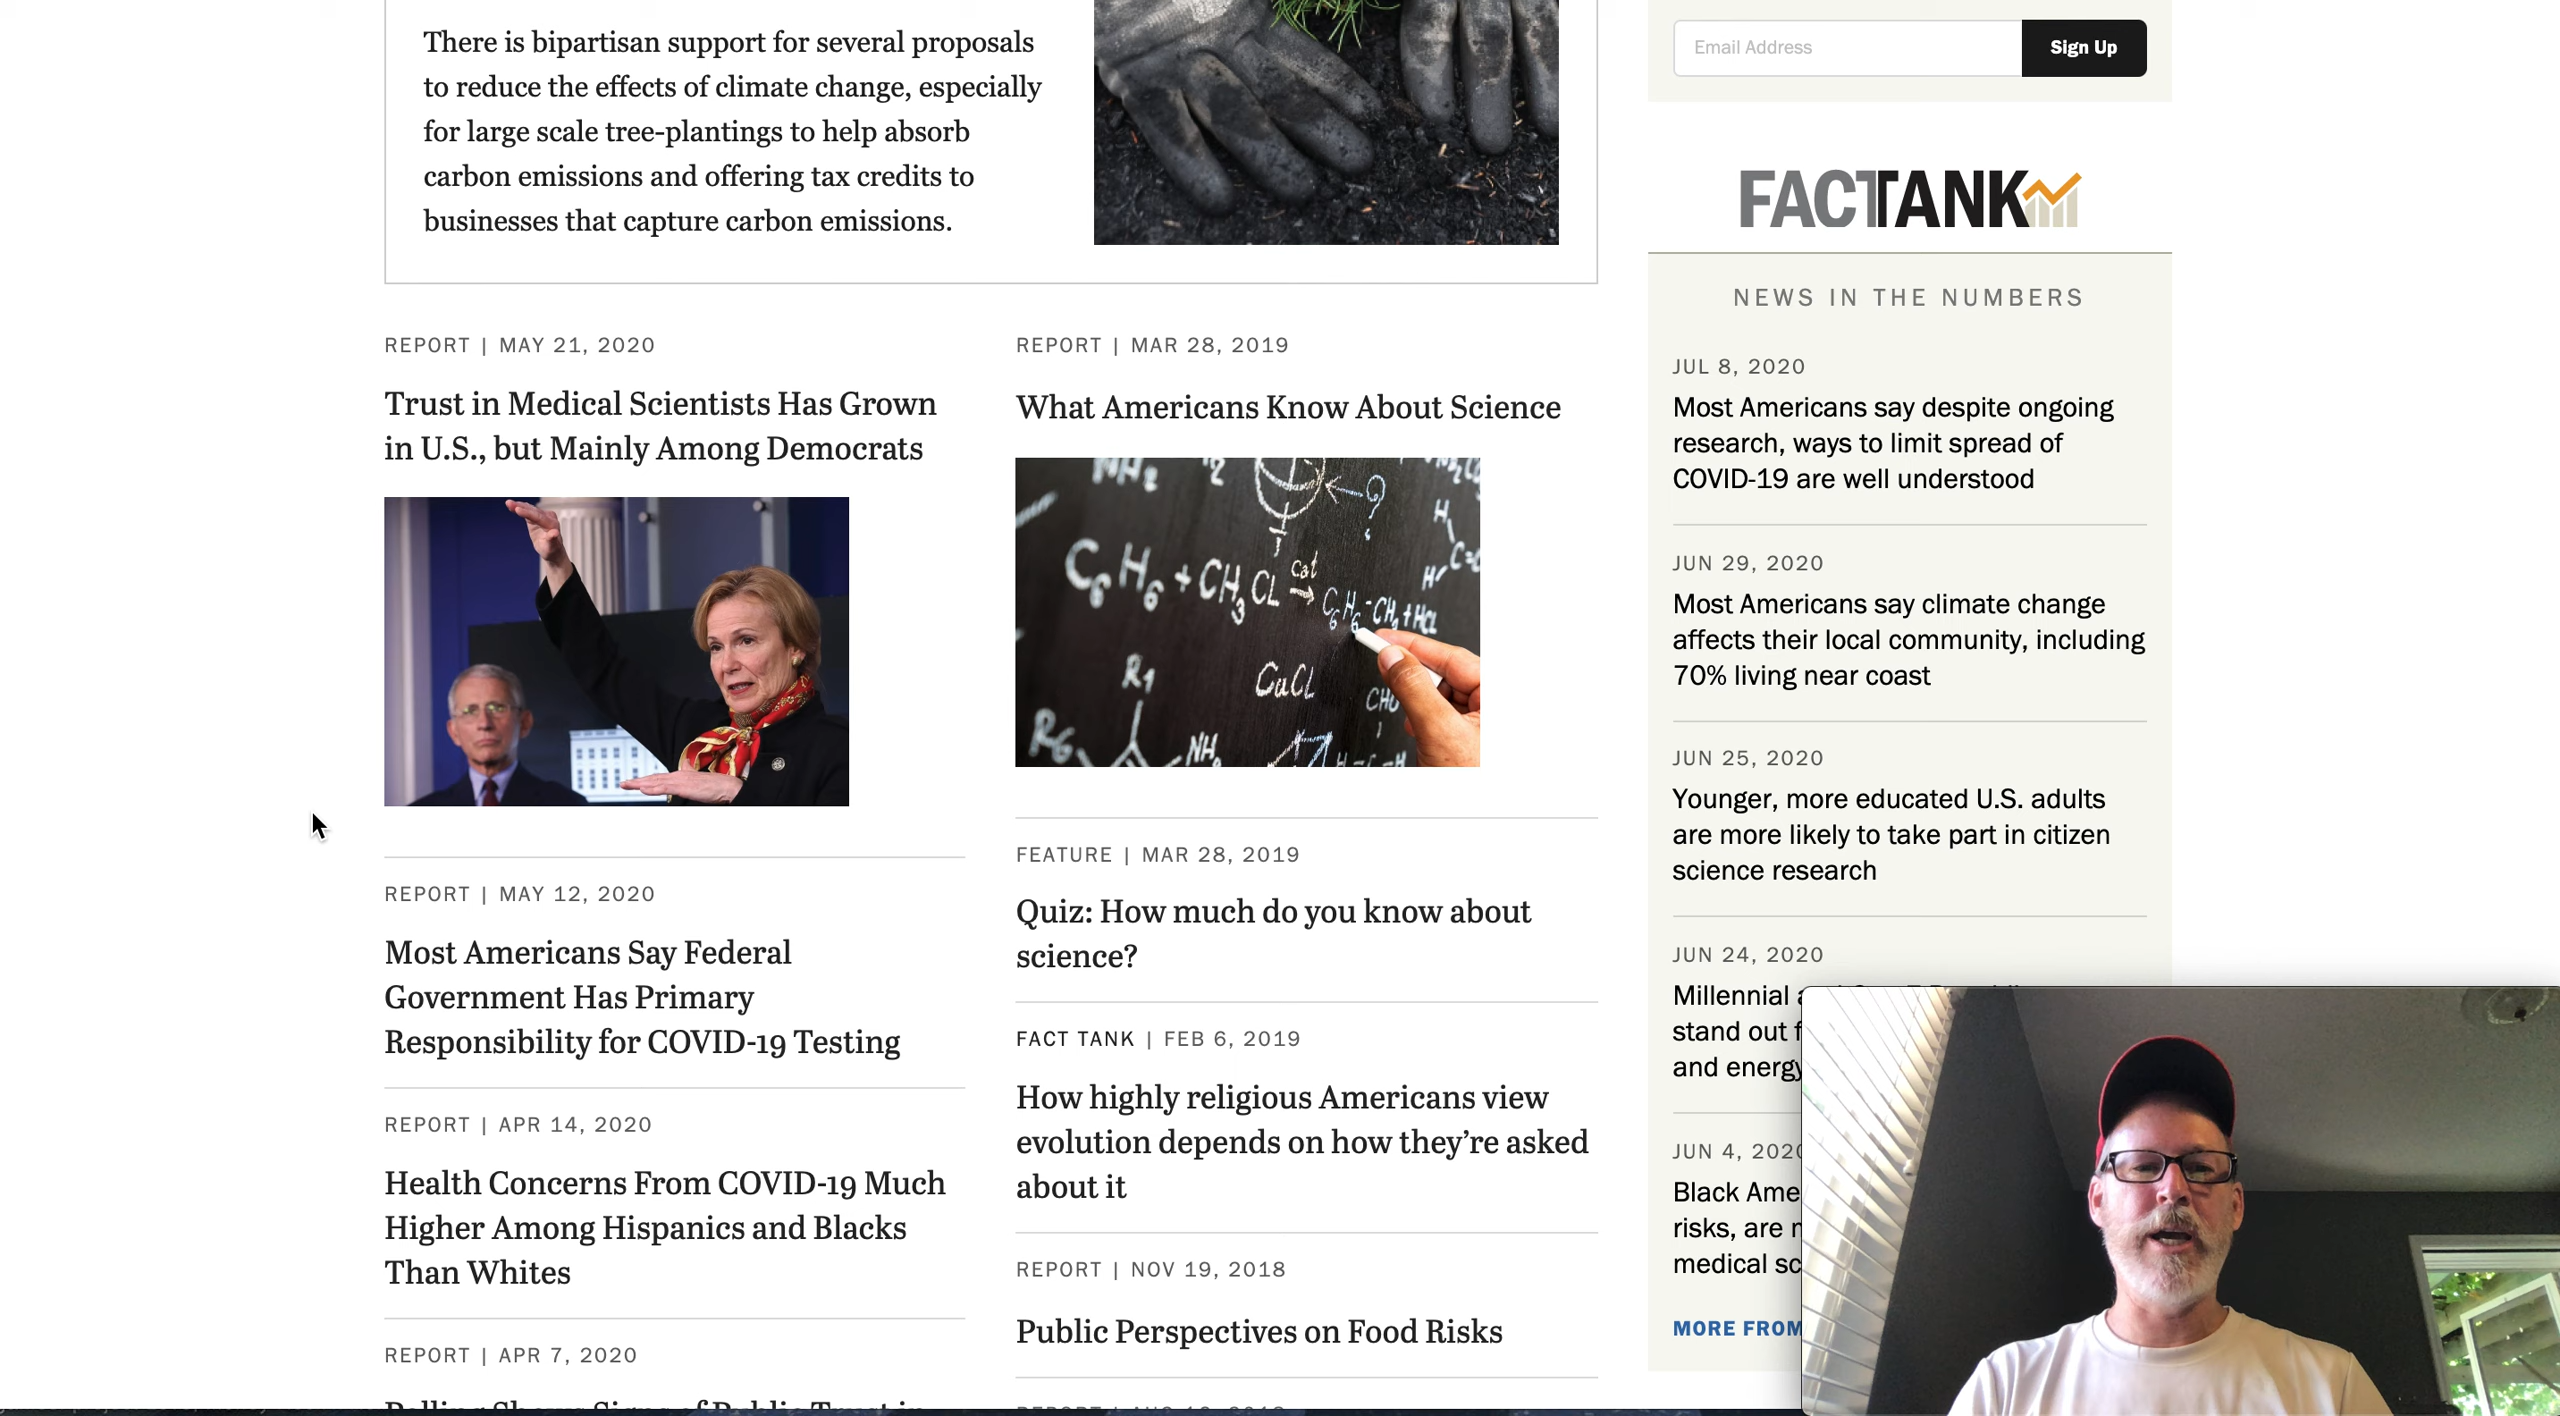 There is bipartisan support for several proposals
to reduce the effects of climate change, especially
for large scale tree-plantings to help absorb
carbon emissions and offering tax credits to
businesses that capture carbon emissions.
REPORT | MAY 21, 2020
Trust in Medical Scientists Has Grown
in U.S., but Mainly Among Democrats
REPORT | MAY 12, 2020
Most Americans Say Federal
Government Has Primary
Responsibility for COVID-19 Testing
REPORT | APR 14, 2020
Health Concerns From COVID-19 Much
Higher Among Hispanics and Blacks
Than Whites
REPORT | APR 7, 2020
REPORT | MAR 28, 2019
What Americans Know About Science
C6H6 + CH3CL
Cat
R1
CaCl
FEATURE | MAR 28, 2019
Quiz: How much do you know about
science?
FACT TANK | FEB 6, 2019
How highly religious Americans view
evolution depends on how they’re asked
about it
REPORT | NOV 19, 2018
Public Perspectives on Food Risks
Email Address
Sign Up
FACTTANK
NEWS IN THE NUMBERS
JUL 8, 2020
Most Americans say despite ongoing
research, ways to limit spread of
COVID-19 are well understood
JUN 29, 2020
Most Americans say climate change
affects their local community, including
70% living near coast
JUN 25, 2020
Younger, more educated U.S. adults
are more likely to take part in citizen
science research
JUN 24, 2020
Millennial
stand out
and energy
JUN 4, 2020
Black
risks, are
medical
MORE FROM